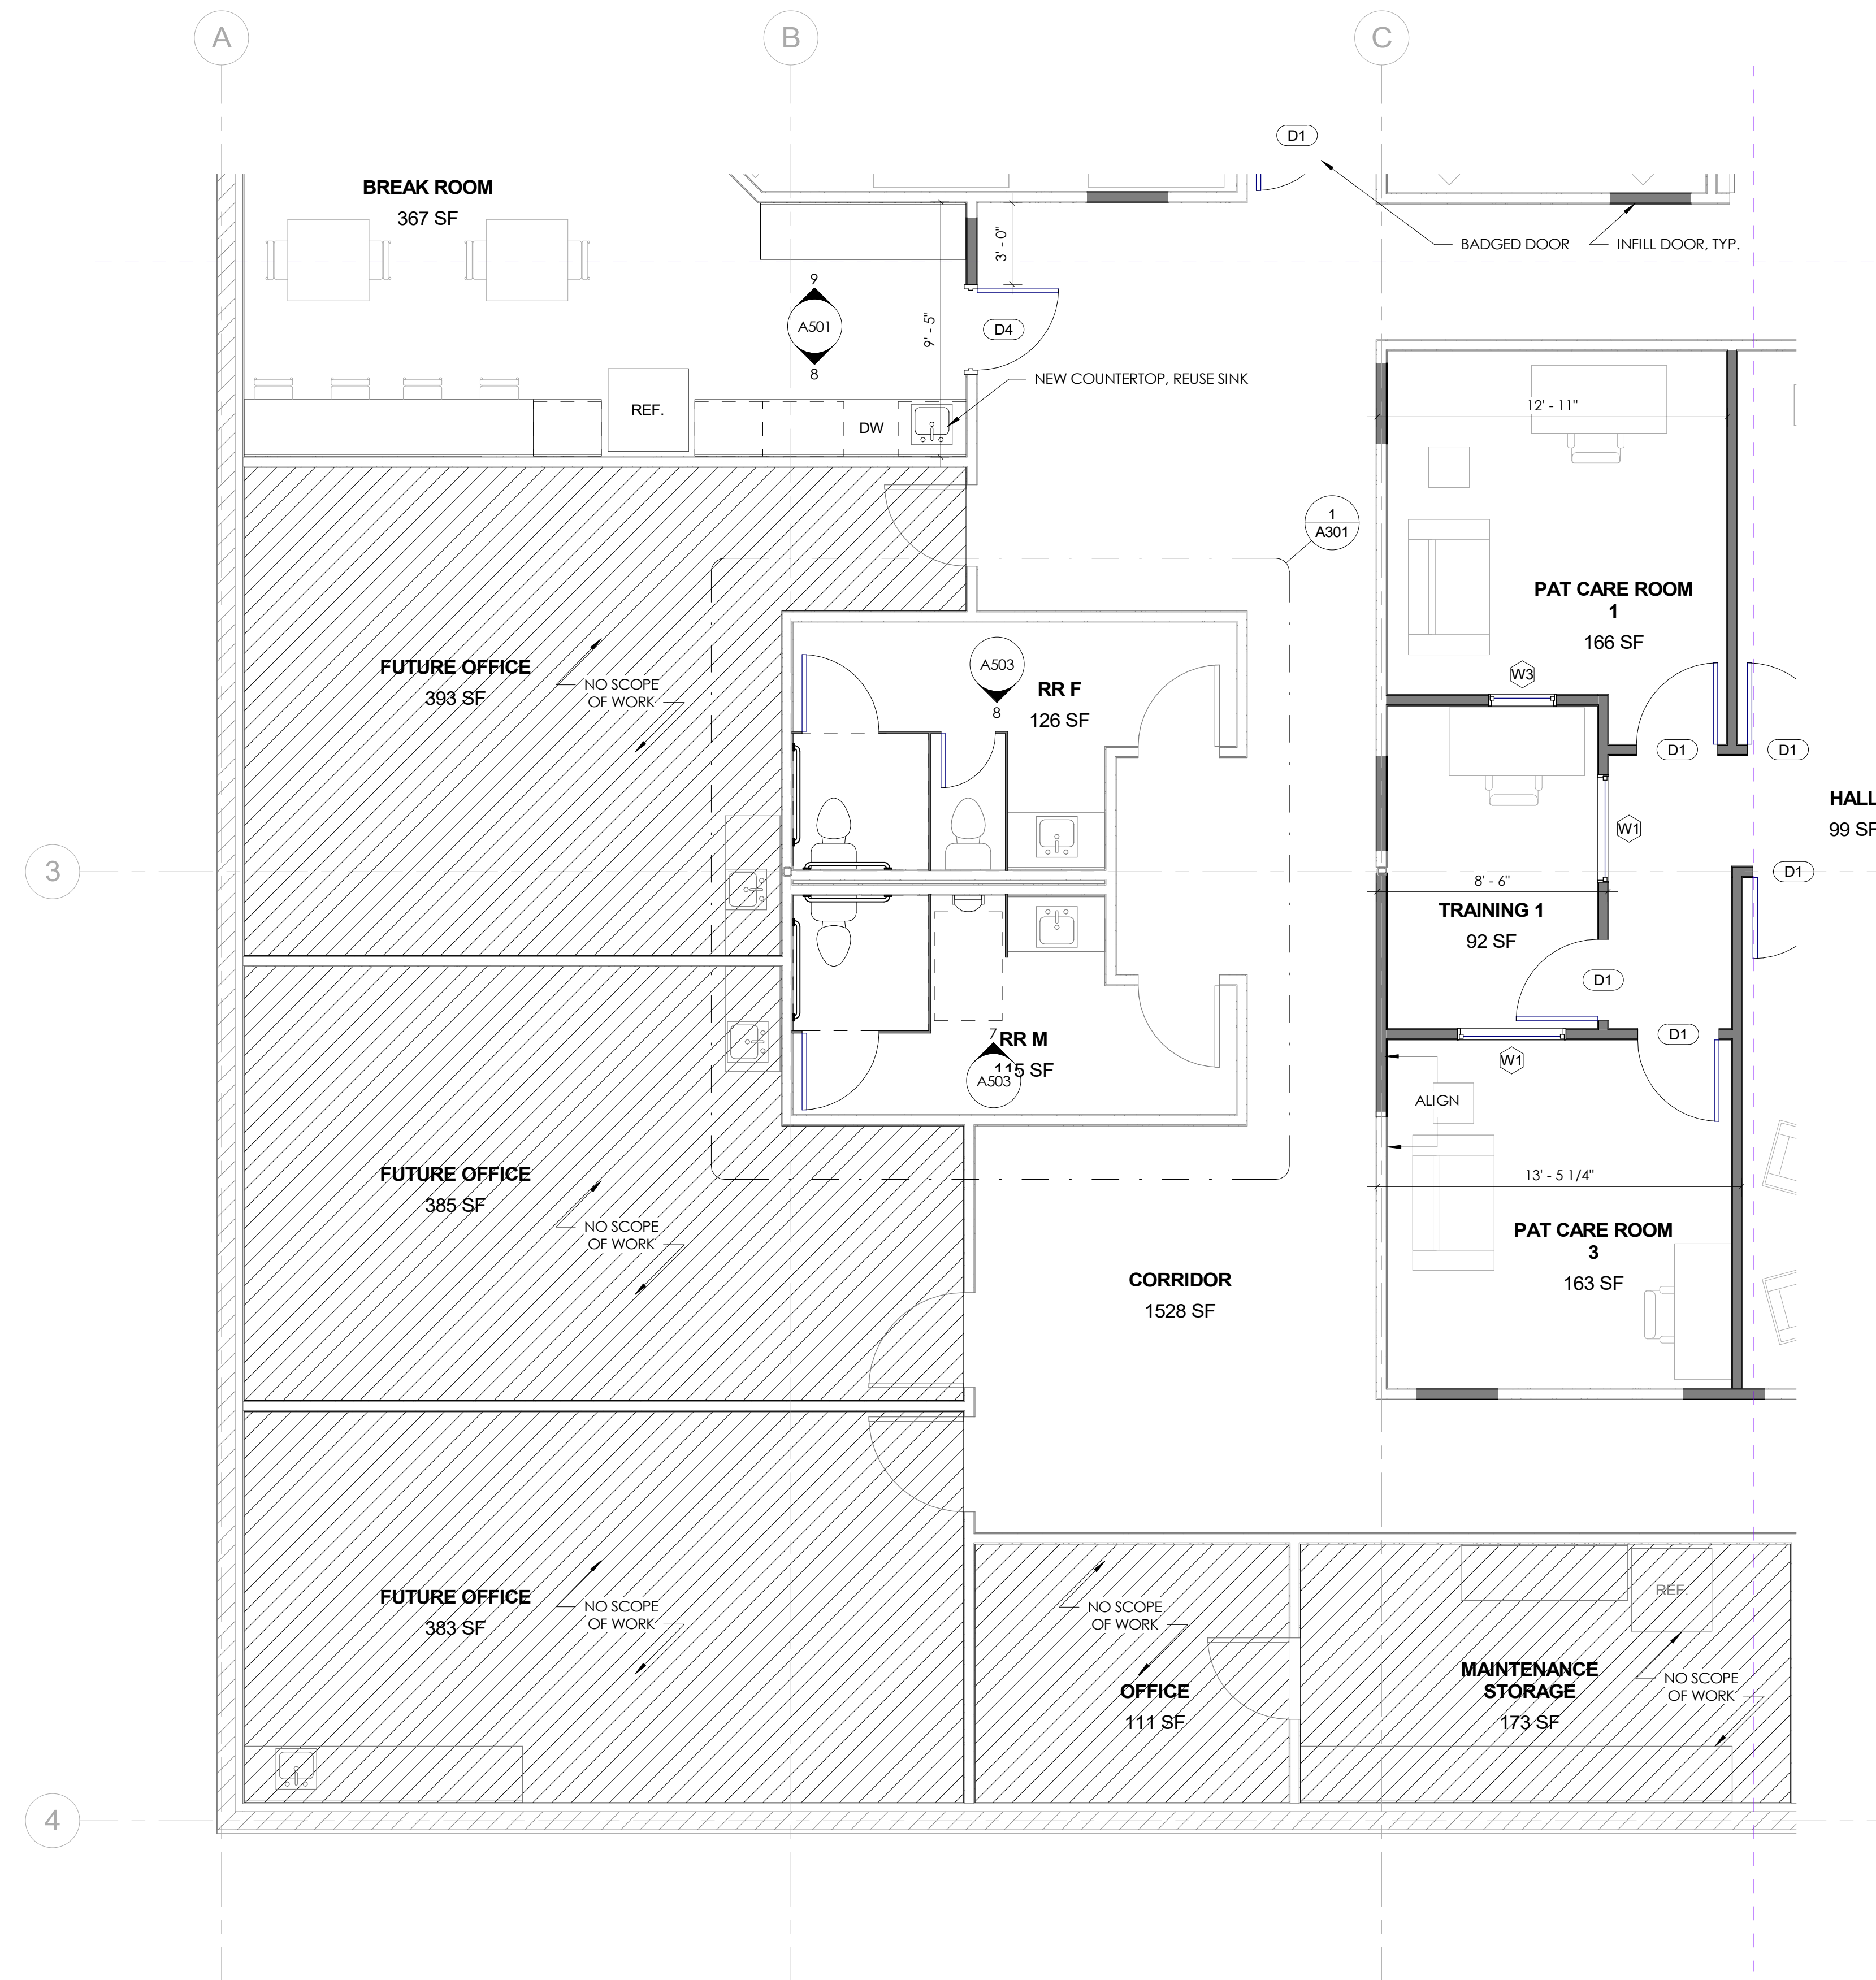 A
B
C
D1
BREAK ROOM
367 SF
BADGED DOOR
INFILL DOOR, TYP.
3' - 0"
9
A501
8
D4
9' - 5"
NEW COUNTERTOP, REUSE SINK
REF.
DW
12' - 11"
1
A301
PAT CARE ROOM
1
166 SF
FUTURE OFFICE
393 SF
NO SCOPE
OF WORK
A503
8
RR F
126 SF
W3
D1
D1
HALL
99 SF
W1
3
D1
8' - 6"
TRAINING 1
92 SF
D1
D1
7
RR M
115 SF
A503
W1
ALIGN
FUTURE OFFICE
385 SF
NO SCOPE
OF WORK
13' - 5 1/4"
PAT CARE ROOM
3
163 SF
CORRIDOR
1528 SF
FUTURE OFFICE
383 SF
NO SCOPE
OF WORK
NO SCOPE
OF WORK
OFFICE
111 SF
REF.
MAINTENANCE
STORAGE
173 SF
NO SCOPE
OF WORK
4